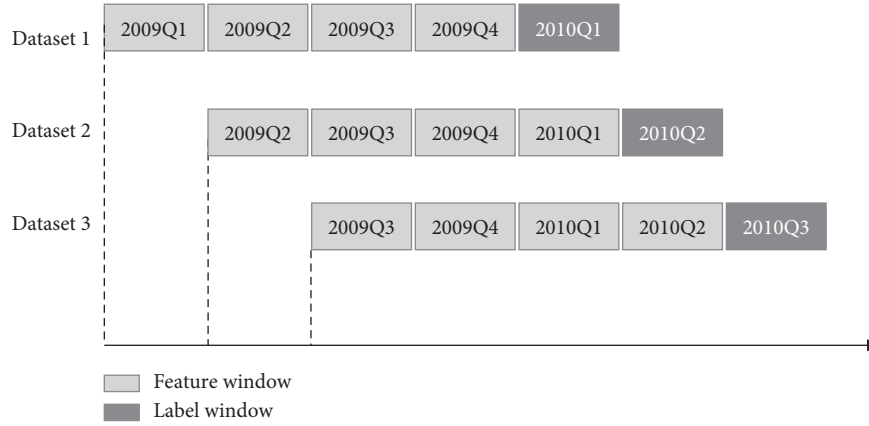 Dataset 1 2009Q1 2009Q2 2009Q3 2009Q4 2010Q1
Dataset 2 2009Q2 2009Q3 2009Q4 2010Q1 2010Q2
Dataset 3 2009Q3 2009Q4 2010Q1 2010Q2 2010Q3
Feature window
Label window